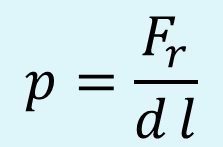 p = F_r / (d l)